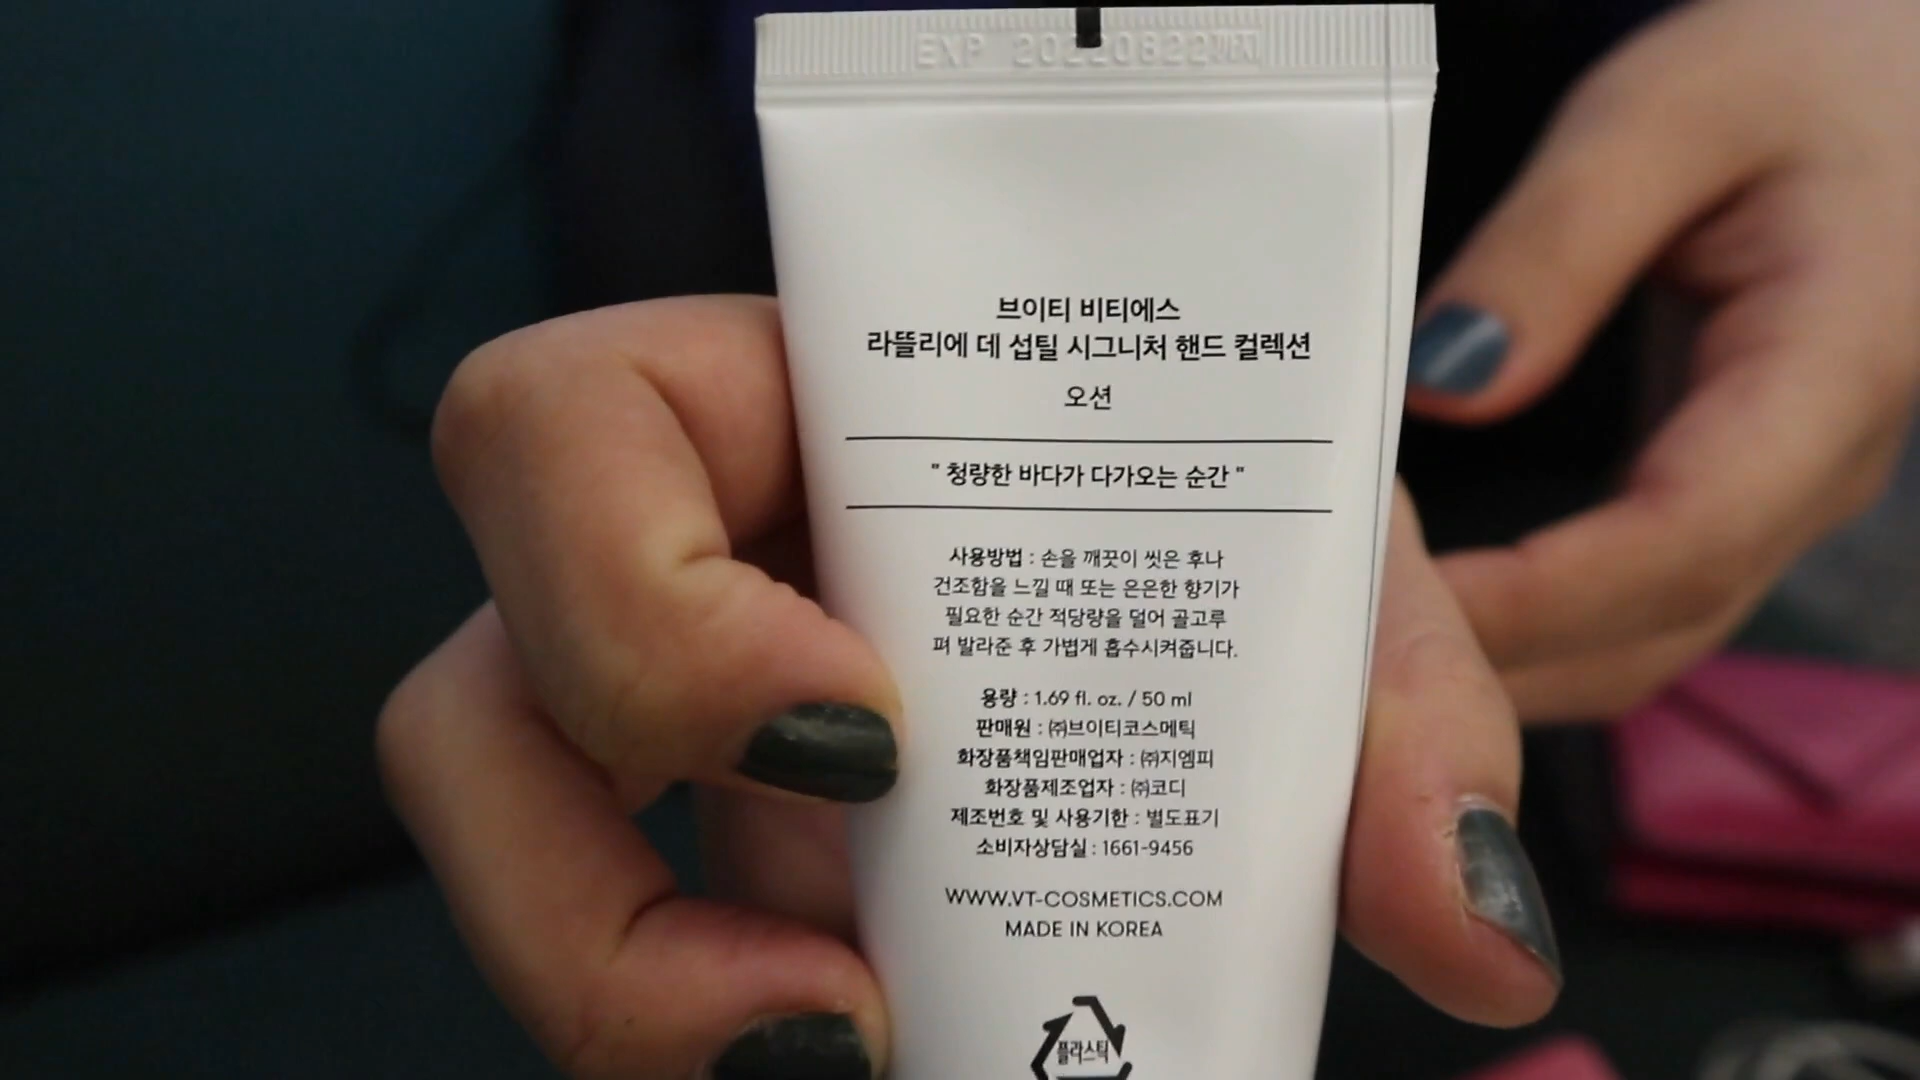 EXP 20220822까지
브이티 비티에스
라뜰리에 데 섭틸 시그니처 핸드 컬렉션
오션
" 청량한 바다가 다가오는 순간 "
사용방법 : 손을 깨끗이 씻은 후나
건조함을 느낄 때 또는 은은한 향기가
필요한 순간 적당량을 덜어 골고루
펴 발라준 후 가볍게 흡수시켜줍니다.
용량 : 1.69 fl. oz. / 50 ml
판매원 : ㈜브이티코스메틱
화장품책임판매업자 : ㈜지엠피
화장품제조업자 : ㈜코디
제조번호 및 사용기한 : 별도표기
소비자상담실 : 1661-9456
WWW.VT-COSMETICS.COM
MADE IN KOREA
플라스틱